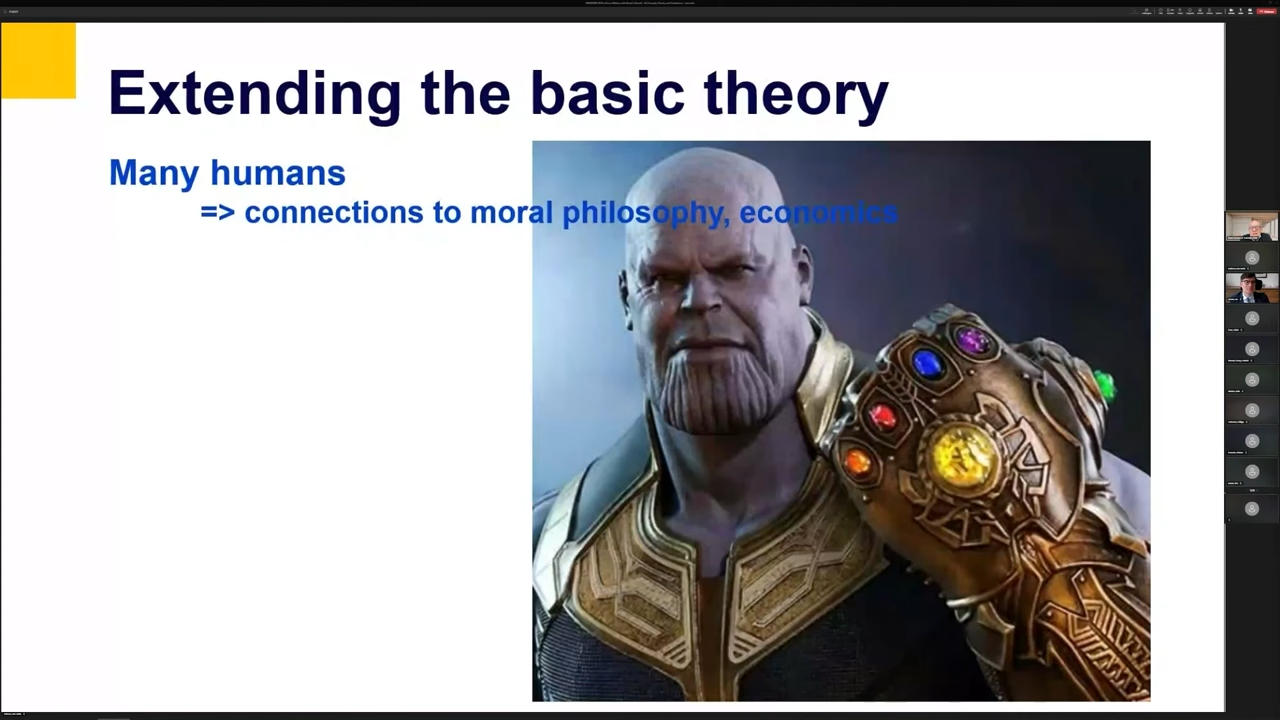 Extending the basic theory
Many humans
=> connections to moral philosophy, economics